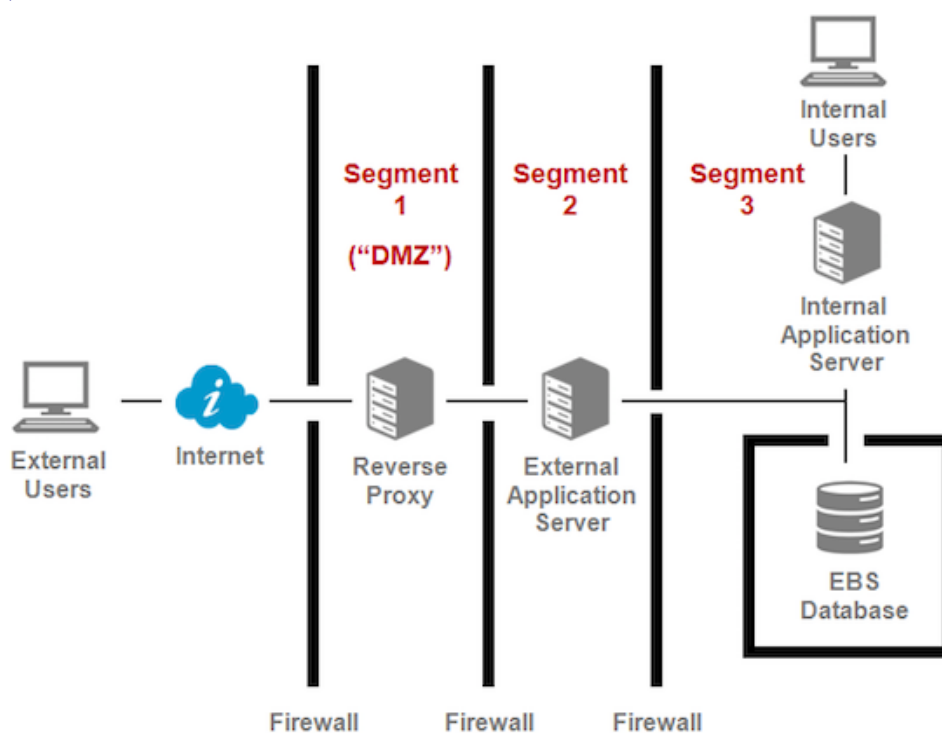 Internal
Users
Segment
1
("DMZ")
Segment
2
Segment
3
Internal
Application
Server
External
Users
i
Internet
Reverse
Proxy
External
Application
Server
EBS
Database
Firewall
Firewall
Firewall